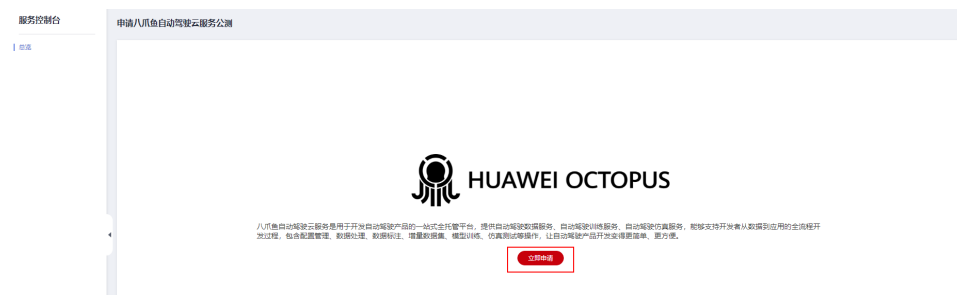 服务控制台
申请八爪鱼自动驾驶云服务公测
总览
HUAWEI OCTOPUS
八爪鱼自动驾驶云服务是用于开发自动驾驶产品的一站式全托管平台，提供自动驾驶数据服务、自动驾驶训练服务、自动驾驶仿真服务，能够支持开发者从数据到应用的全流程开
发过程，包含配置管理、数据处理、数据标注、增量数据集、模型训练、仿真测试等操作，让自动驾驶产品开发变得更简单、更方便。
立即申请